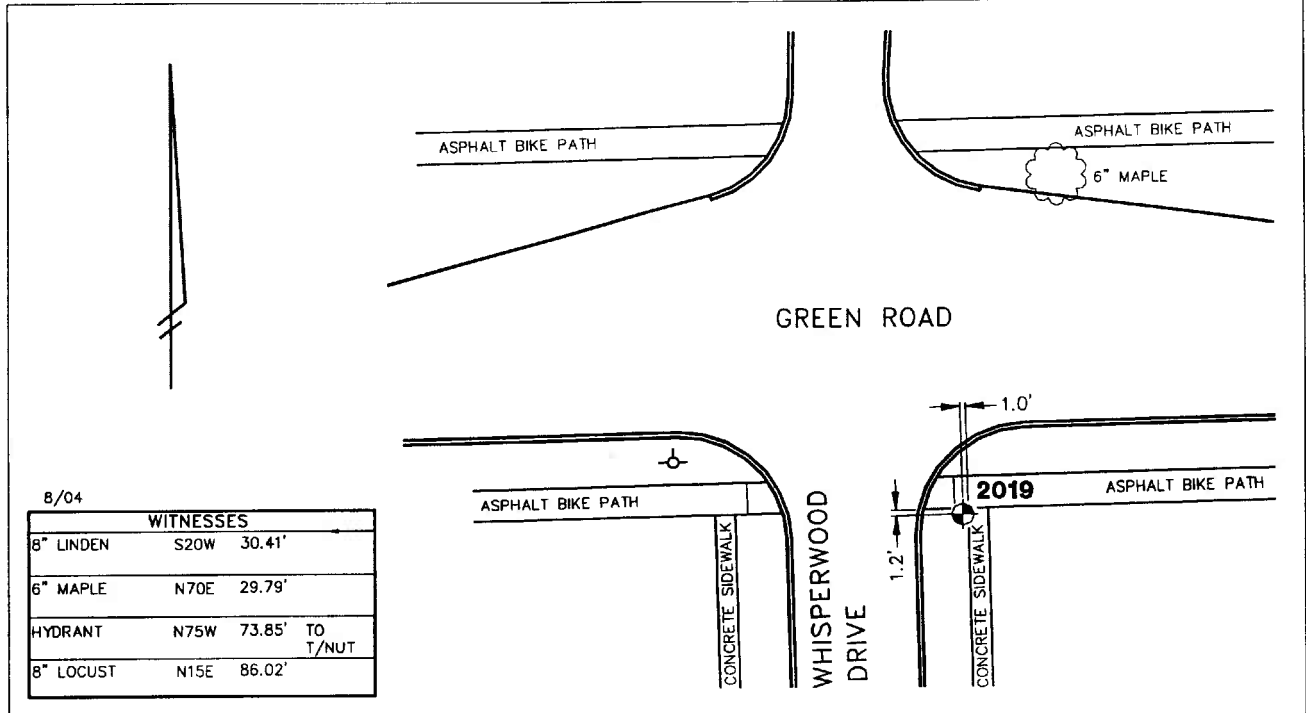 ASPHALT BIKE PATH
ASPHALT BIKE PATH
6" MAPLE
GREEN ROAD
1.0'
2019
ASPHALT BIKE PATH
ASPHALT BIKE PATH
1.2'
CONCRETE SIDEWALK
WHISPERWOOD
DRIVE
CONCRETE SIDEWALK
8/04
WITNESSES
8" LINDEN S20W 30.41'
6" MAPLE N70E 29.79'
HYDRANT N75W 73.85' TO
T/NUT
8" LOCUST N15E 86.02'